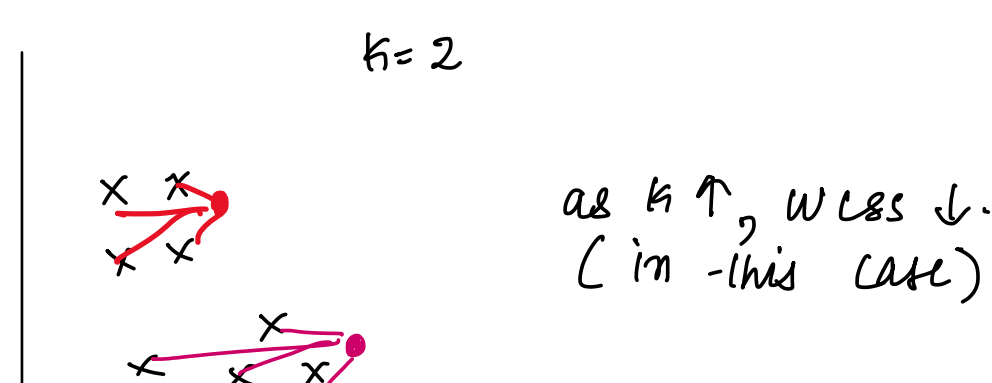 K= 2
as K ↑, WCSS ↓.
(in this case)